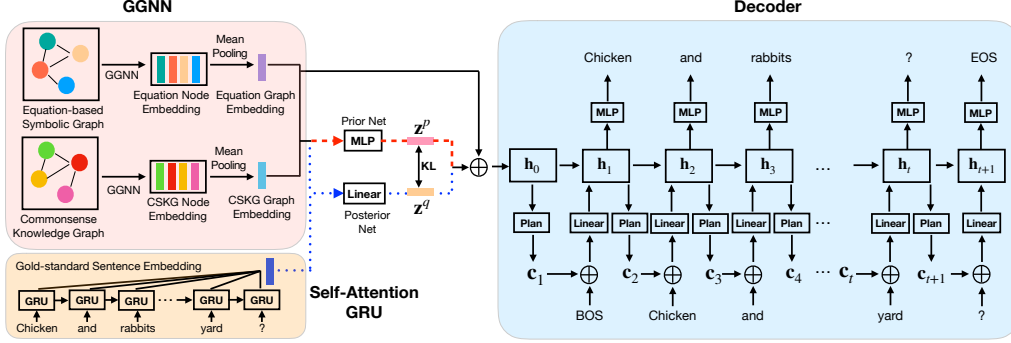 GGNN
Decoder
Mean
Pooling
GGNN
Equation-based
Symbolic Graph
Equation Node
Embedding
Equation Graph
Embedding
Mean
Pooling
GGNN
Commonsense
Knowledge Graph
CSKG Node
Embedding
CSKG Graph
Embedding
Prior Net
MLP
z^p
KL
Linear
z^q
Posterior
Net
Gold-standard Sentence Embedding
GRU GRU GRU ... GRU GRU
Chicken and rabbits yard ?
Self-Attention
GRU
Chicken and rabbits ? EOS
MLP MLP MLP MLP MLP
h_0 h_1 h_2 h_3 ... h_t h_{t+1}
Plan Linear Plan Linear Plan Linear Plan ... Linear Plan Linear
c_1 c_2 c_3 c_4 ... c_t c_{t+1}
BOS Chicken and yard ?